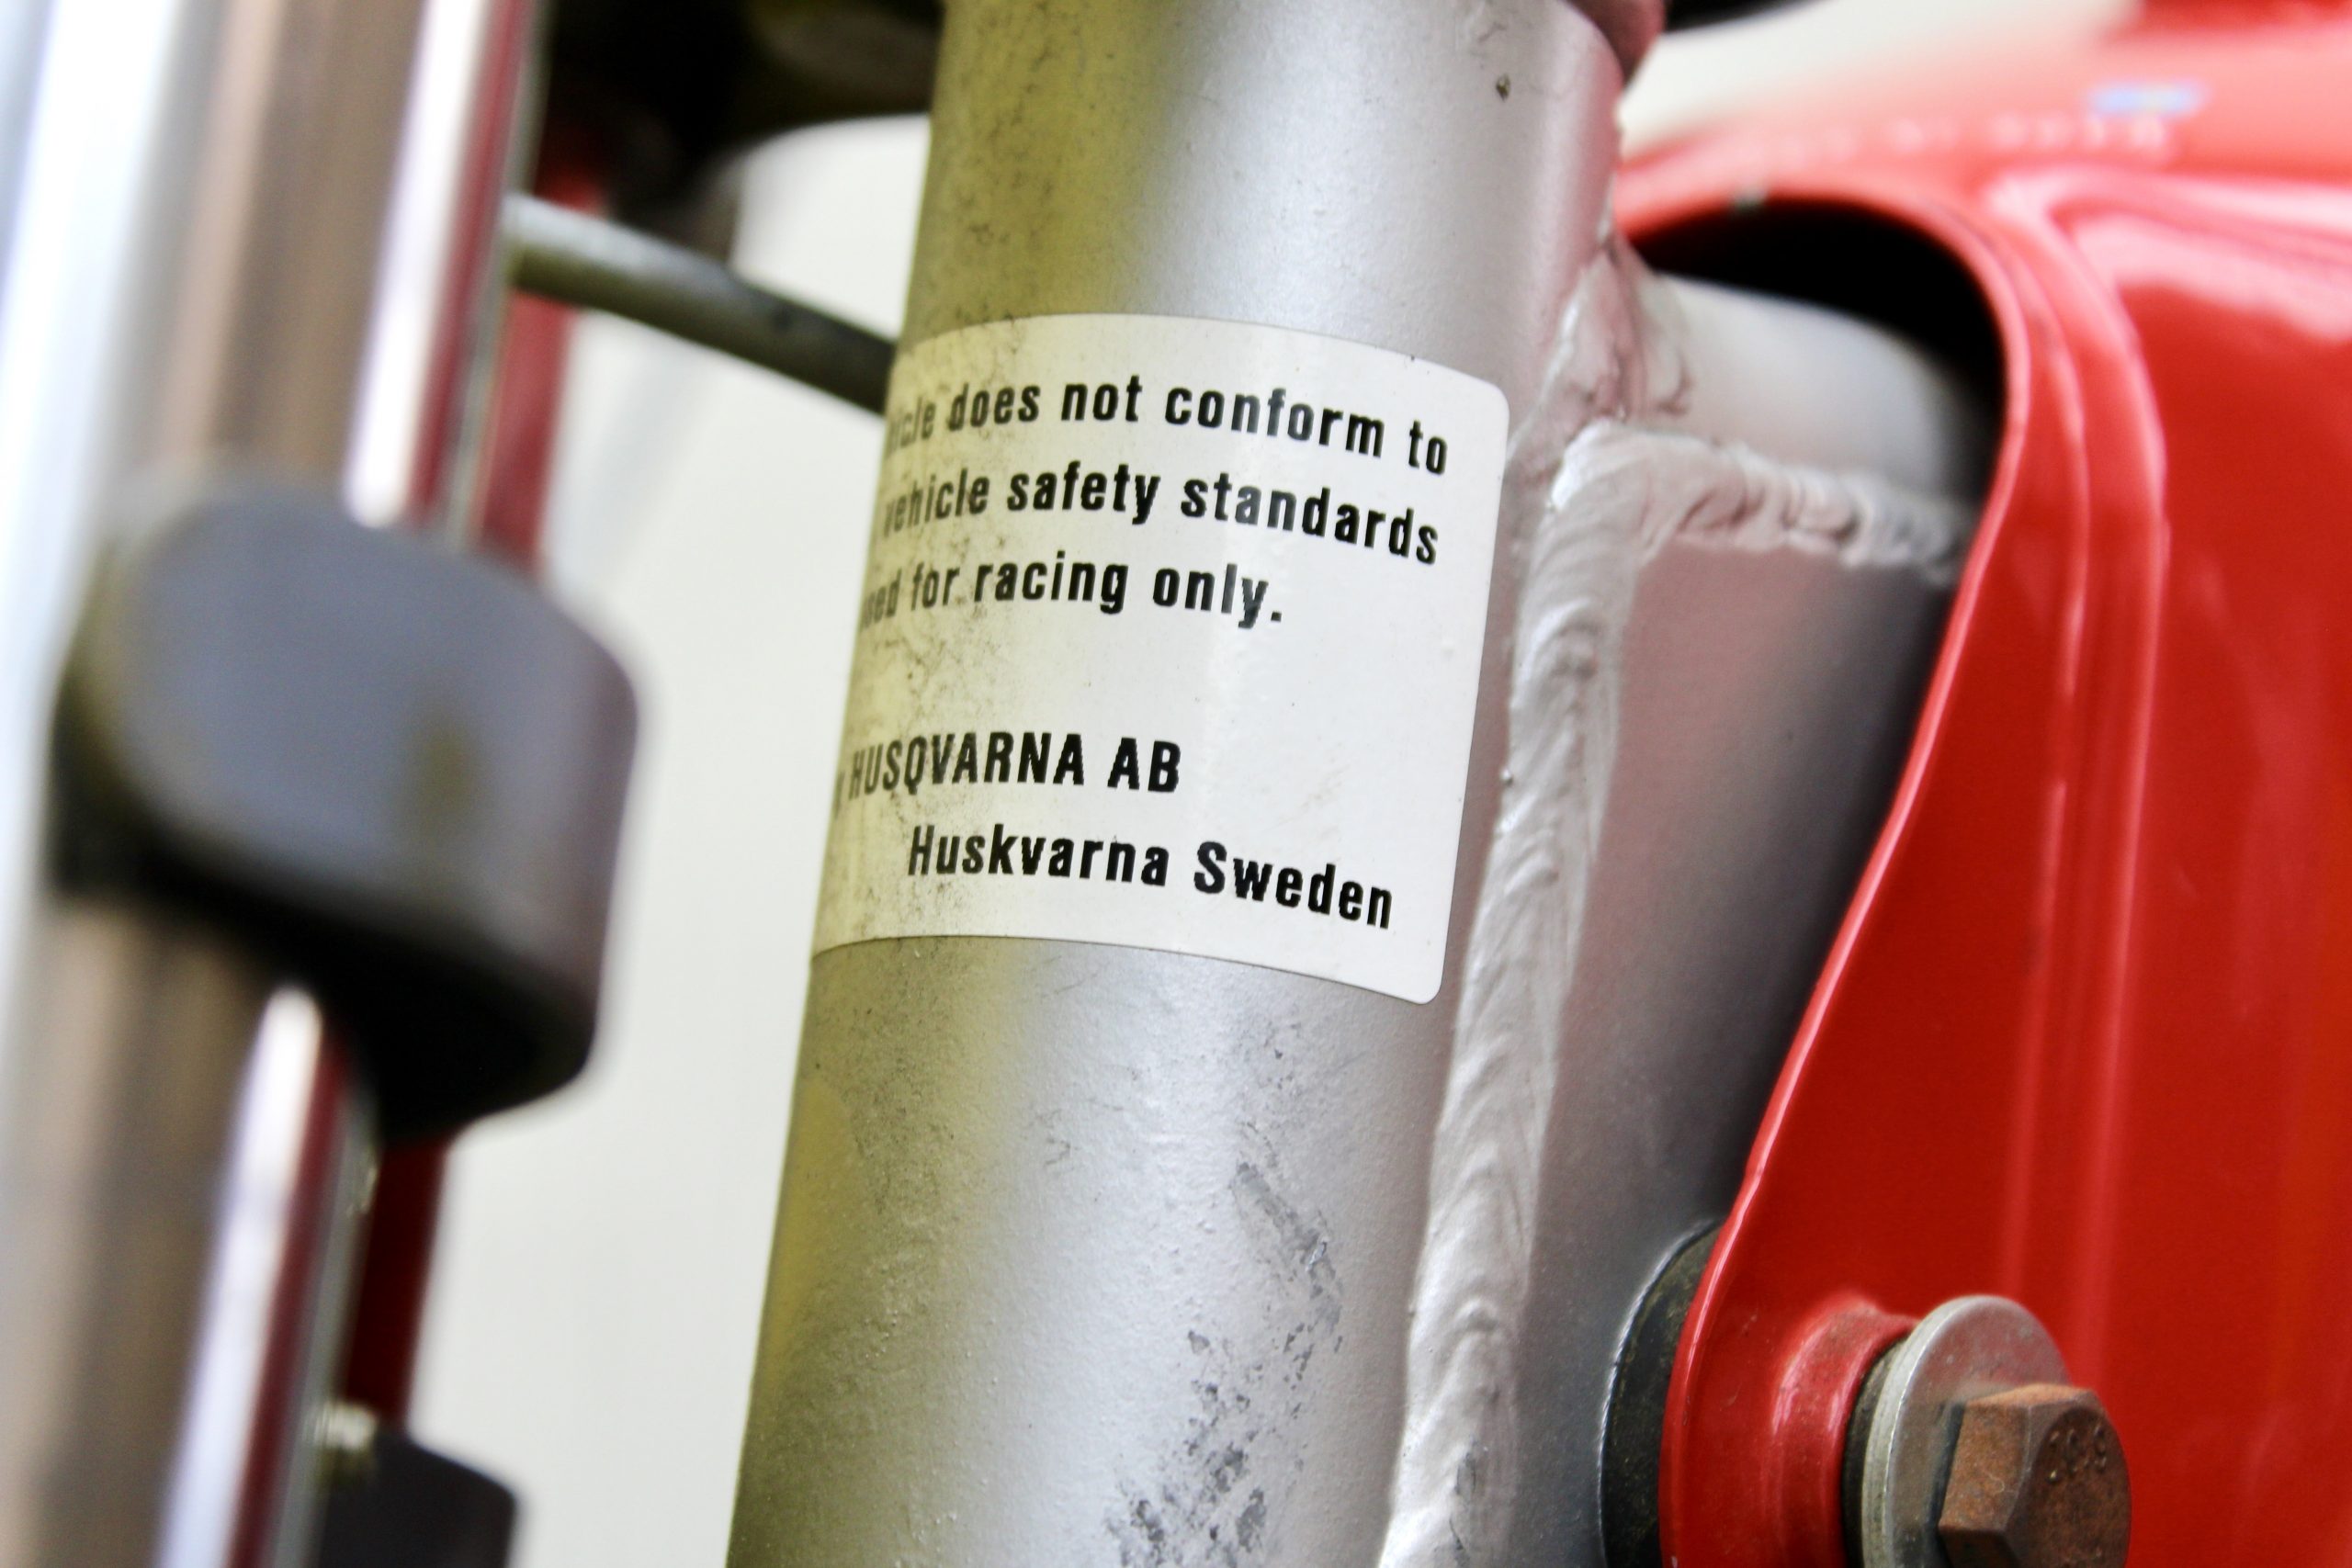 does not conform to
vehicle safety standards
for racing only.
HUSQVARNA AB
Huskvarna Sweden